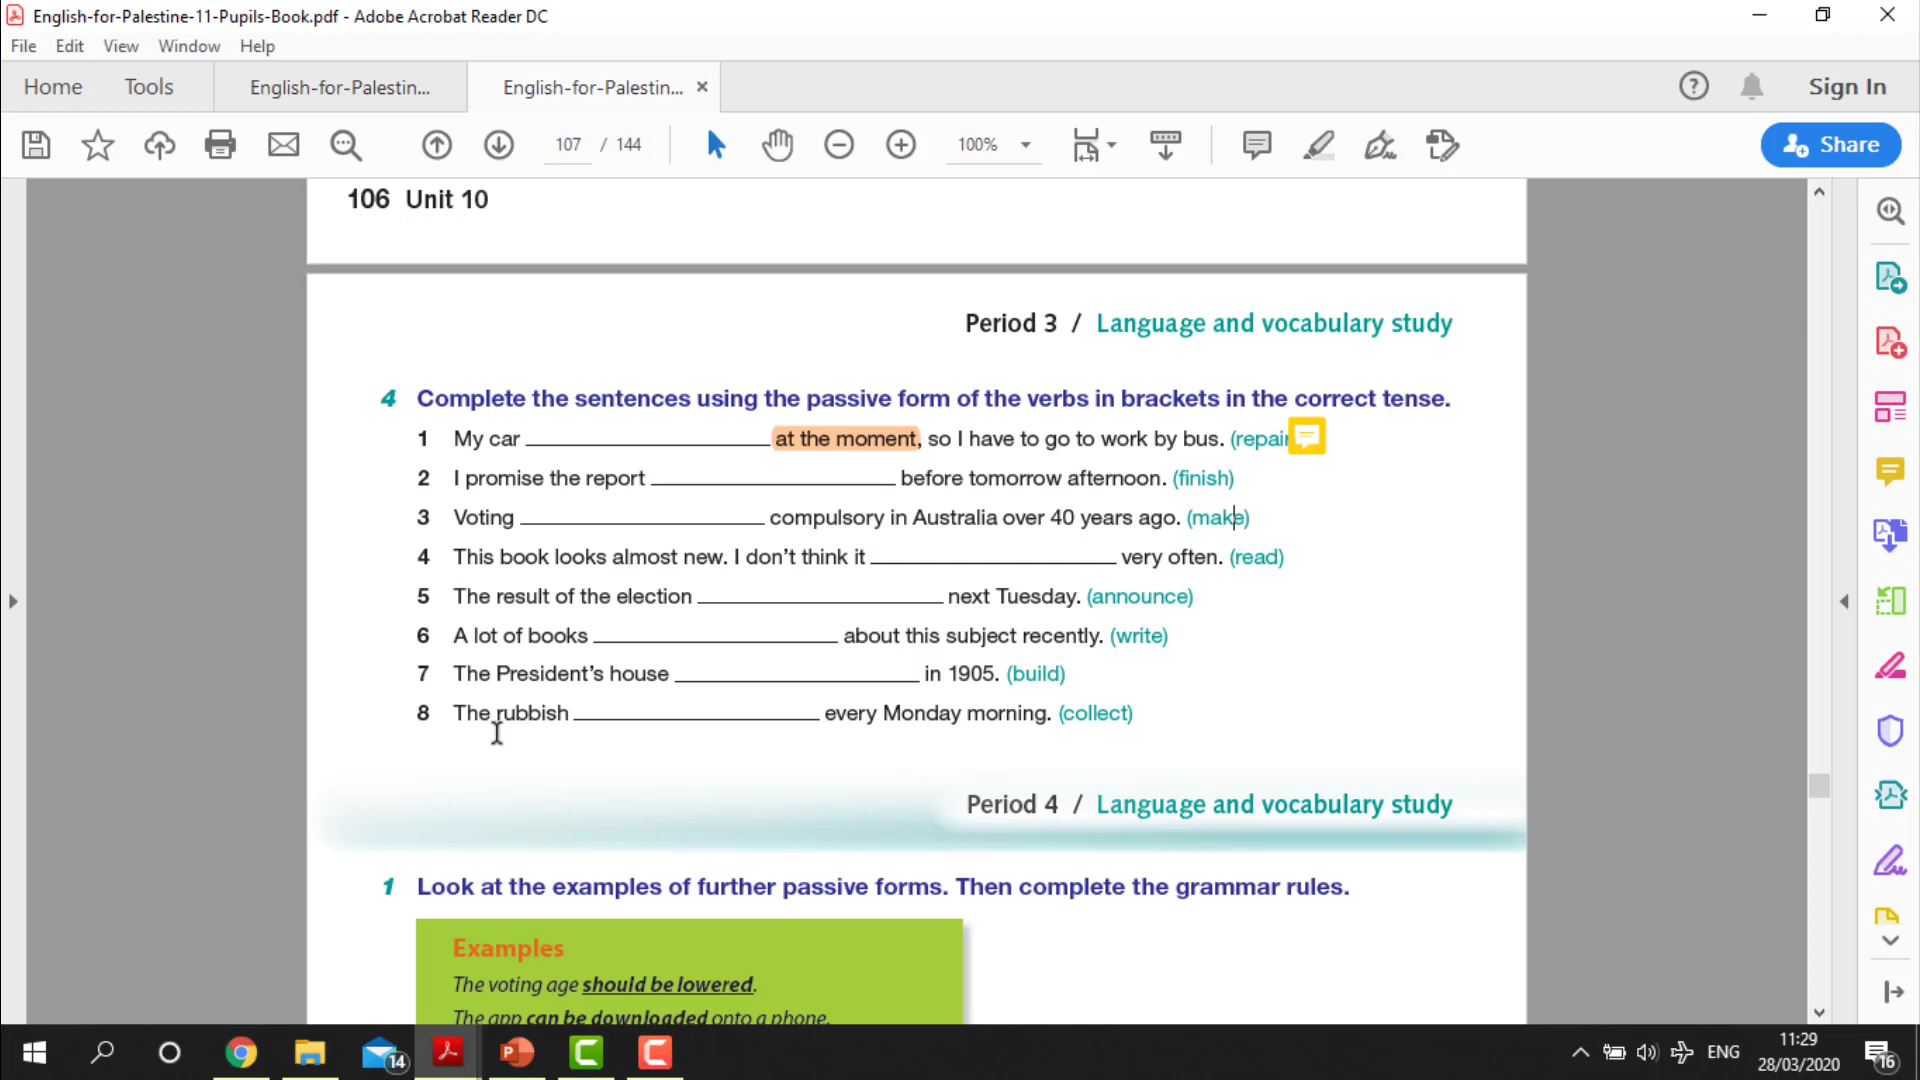 English-for-Palestine-11-Pupils-Book.pdf - Adobe Acrobat Reader DC
File Edit View Window Help
Home Tools English-for-Palestin... English-for-Palestin... × Sign In
107 / 144 100% Share
106 Unit 10
Period 3 / Language and vocabulary study
4 Complete the sentences using the passive form of the verbs in brackets in the correct tense.
1 My car ____________ at the moment, so I have to go to work by bus. (repair
2 I promise the report ____________ before tomorrow afternoon. (finish)
3 Voting ____________ compulsory in Australia over 40 years ago. (make)
4 This book looks almost new. I don't think it ____________ very often. (read)
5 The result of the election ____________ next Tuesday. (announce)
6 A lot of books ____________ about this subject recently. (write)
7 The President's house ____________ in 1905. (build)
8 The rubbish ____________ every Monday morning. (collect)
Period 4 / Language and vocabulary study
1 Look at the examples of further passive forms. Then complete the grammar rules.
Examples
The voting age should be lowered.
The app can be downloaded onto a phone.
14 ENG 11:29
28/03/2020 16